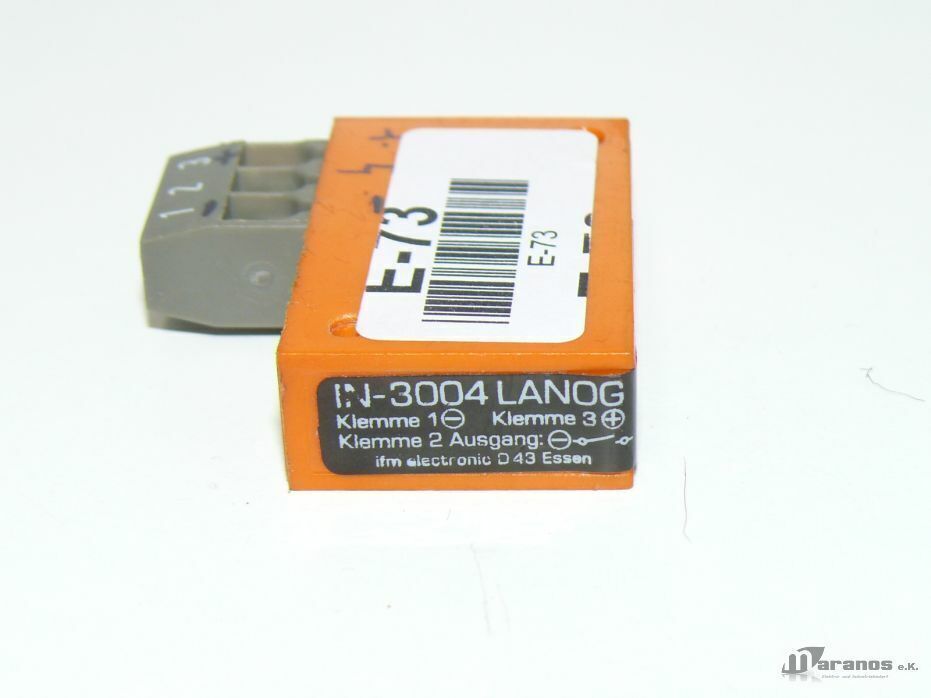 1 2 3
E-73
E-73
IN-3004 LANOG
Klemme 1⊖ Klemme 3⊕
Klemme 2 Ausgang: ⊖
ifm electronic D 43 Essen
Maranos e.K.